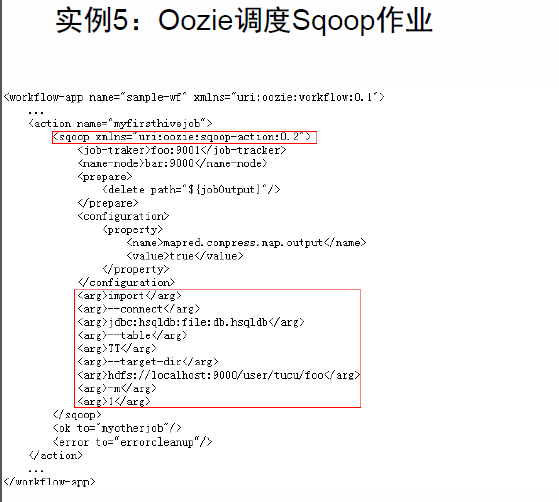 实例5：Oozie调度Sqoop作业
<workflow-app name="sample-wf" xmlns="uri:oozie:workflow:0.1">
...
<action name="myfirsthivejob">
<sqoop xmlns="uri:oozie:sqoop-action:0.2">
<job-traker>foo:9001</job-tracker>
<name-node>bar:9000</name-node>
<prepare>
<delete path="${jobOutput}"/>
</prepare>
<configuration>
<property>
<name>mapred.compress.map.output</name>
<value>true</value>
</property>
</configuration>
<arg>import</arg>
<arg>--connect</arg>
<arg>jdbc:hsqldb:file:db.hsqldb</arg>
<arg>--table</arg>
<arg>TT</arg>
<arg>--target-dir</arg>
<arg>hdfs://localhost:9000/user/tucu/foo</arg>
<arg>-m</arg>
<arg>1</arg>
</sqoop>
<ok to="myotherjob"/>
<error to="errorcleanup"/>
</action>
...
</workflow-app>